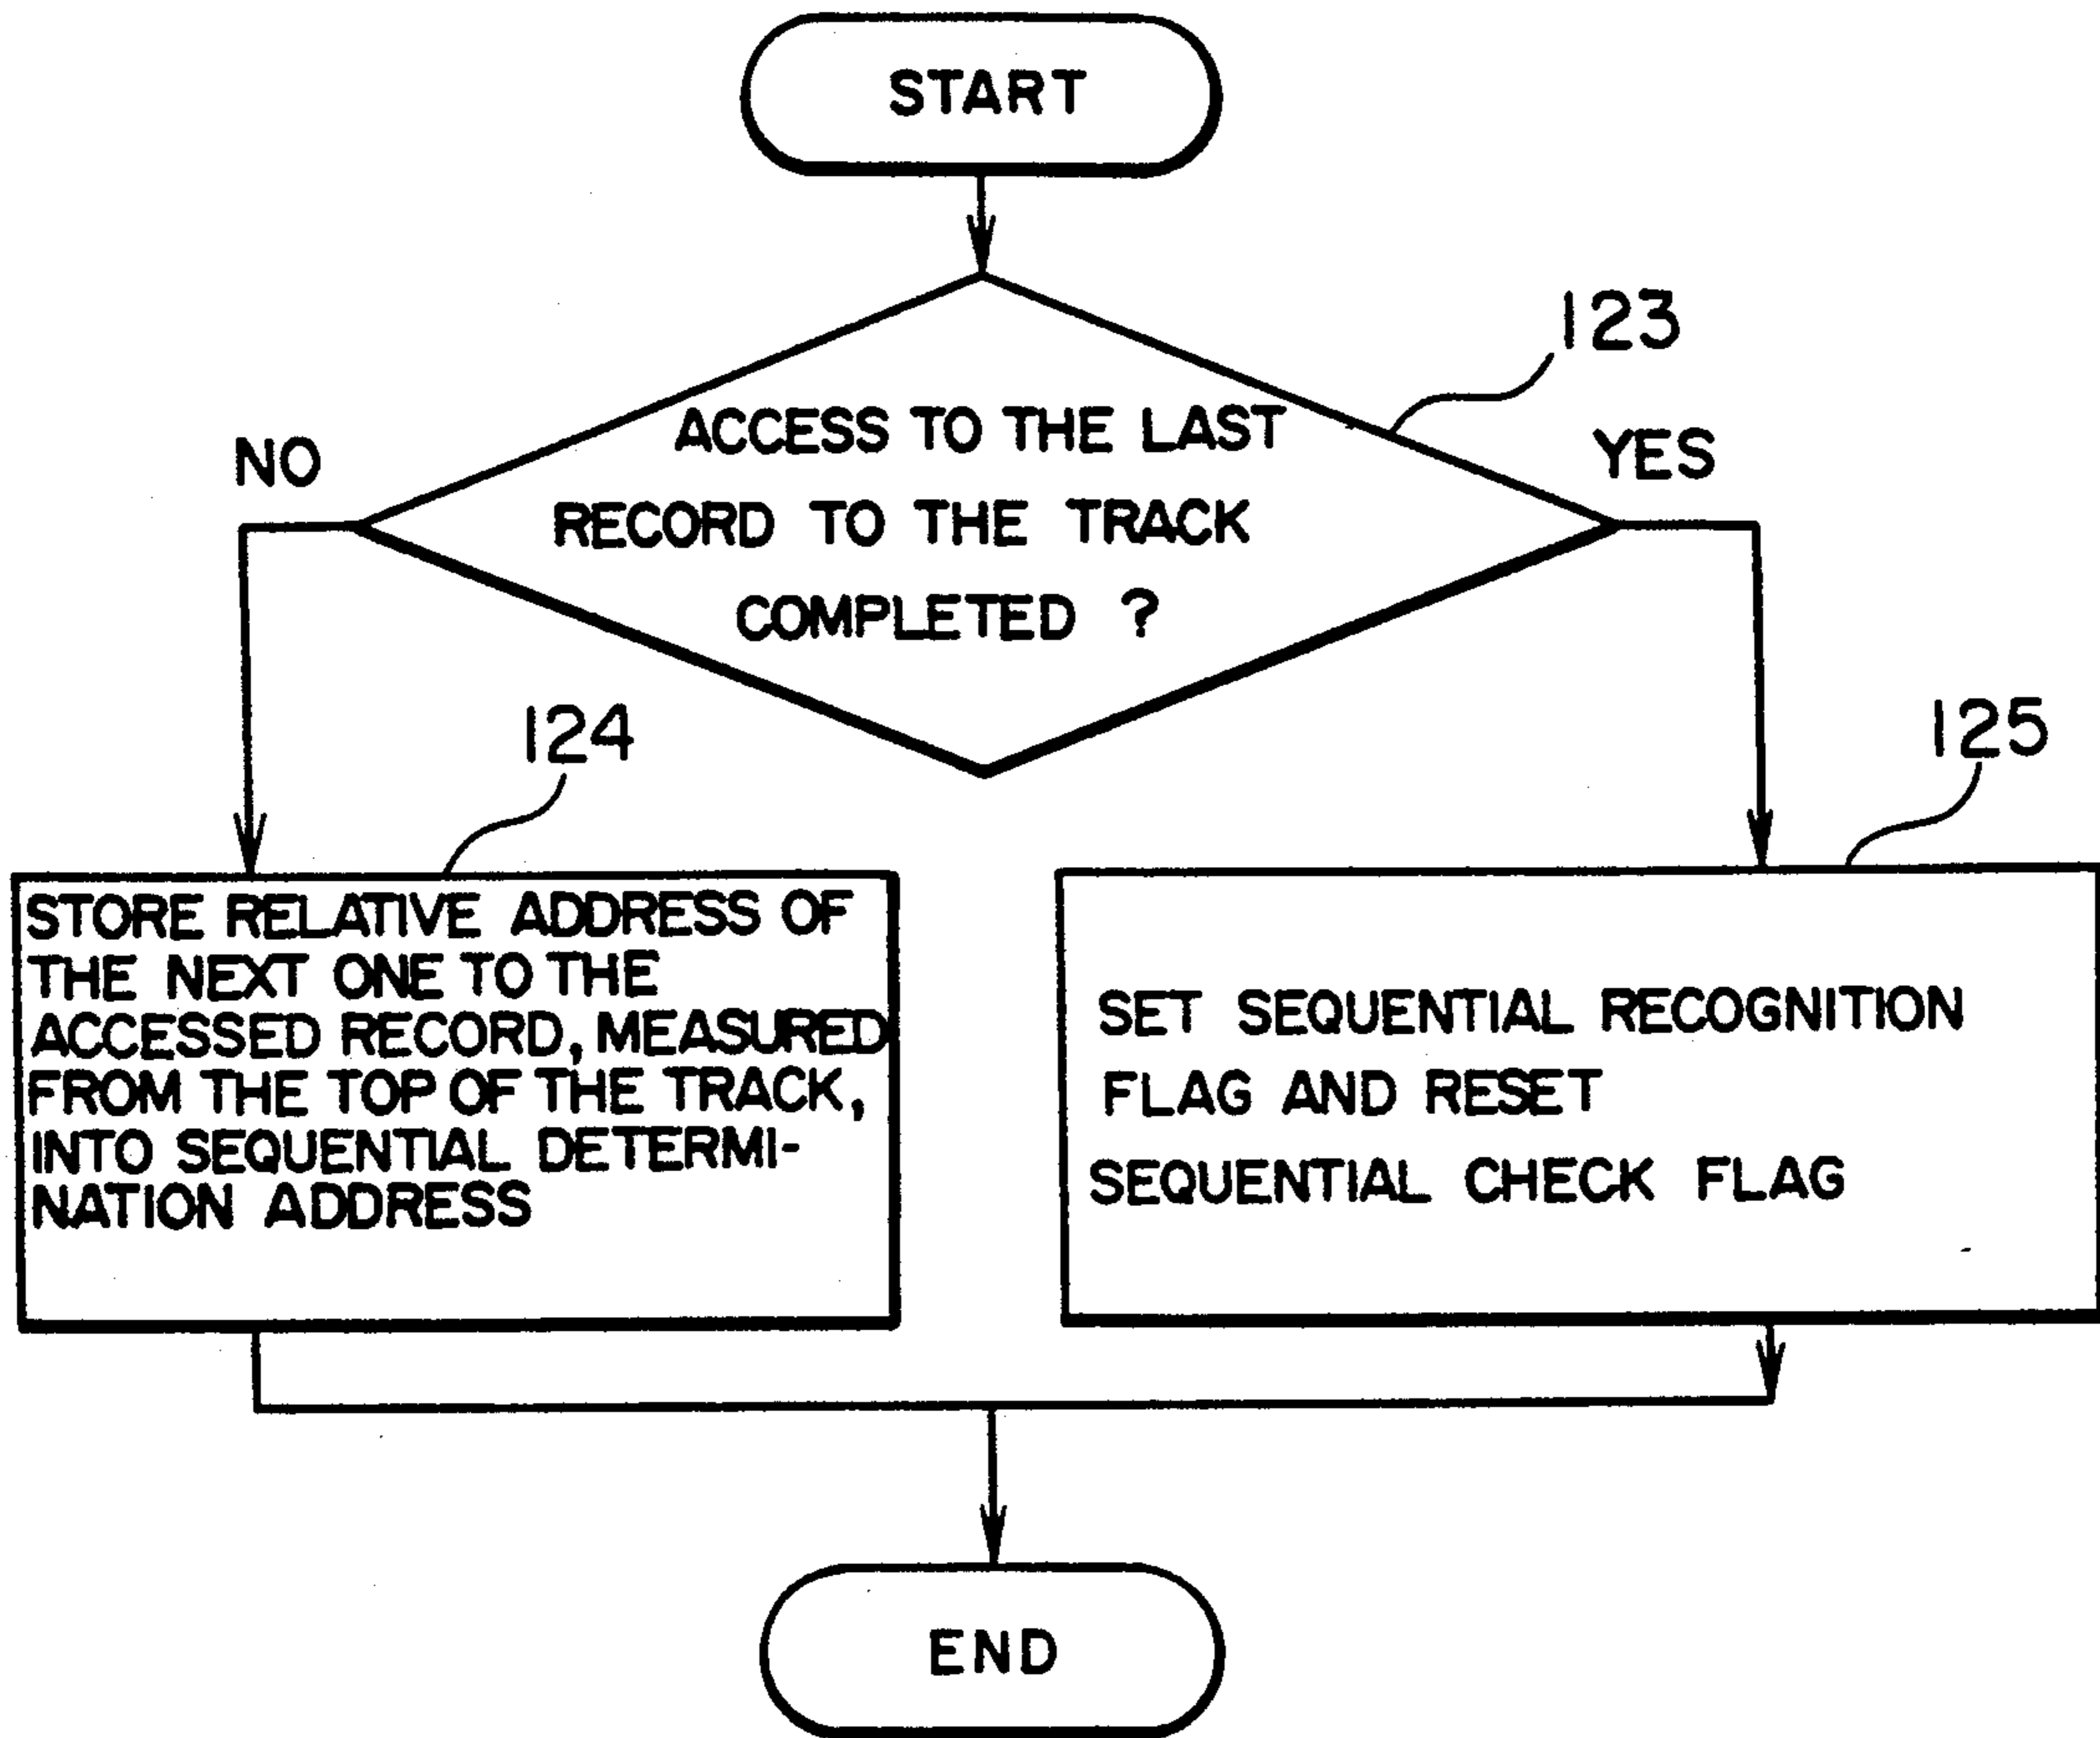 START
123
ACCESS TO THE LAST
NO
YES
RECORD TO THE TRACK
COMPLETED ?
124
125
STORE RELATIVE ADDRESS OF
THE NEXT ONE TO THE
ACCESSED RECORD, MEASURED
FROM THE TOP OF THE TRACK,
INTO SEQUENTIAL DETERMI-
NATION ADDRESS
SET SEQUENTIAL RECOGNITION
FLAG AND RESET
SEQUENTIAL CHECK FLAG
END